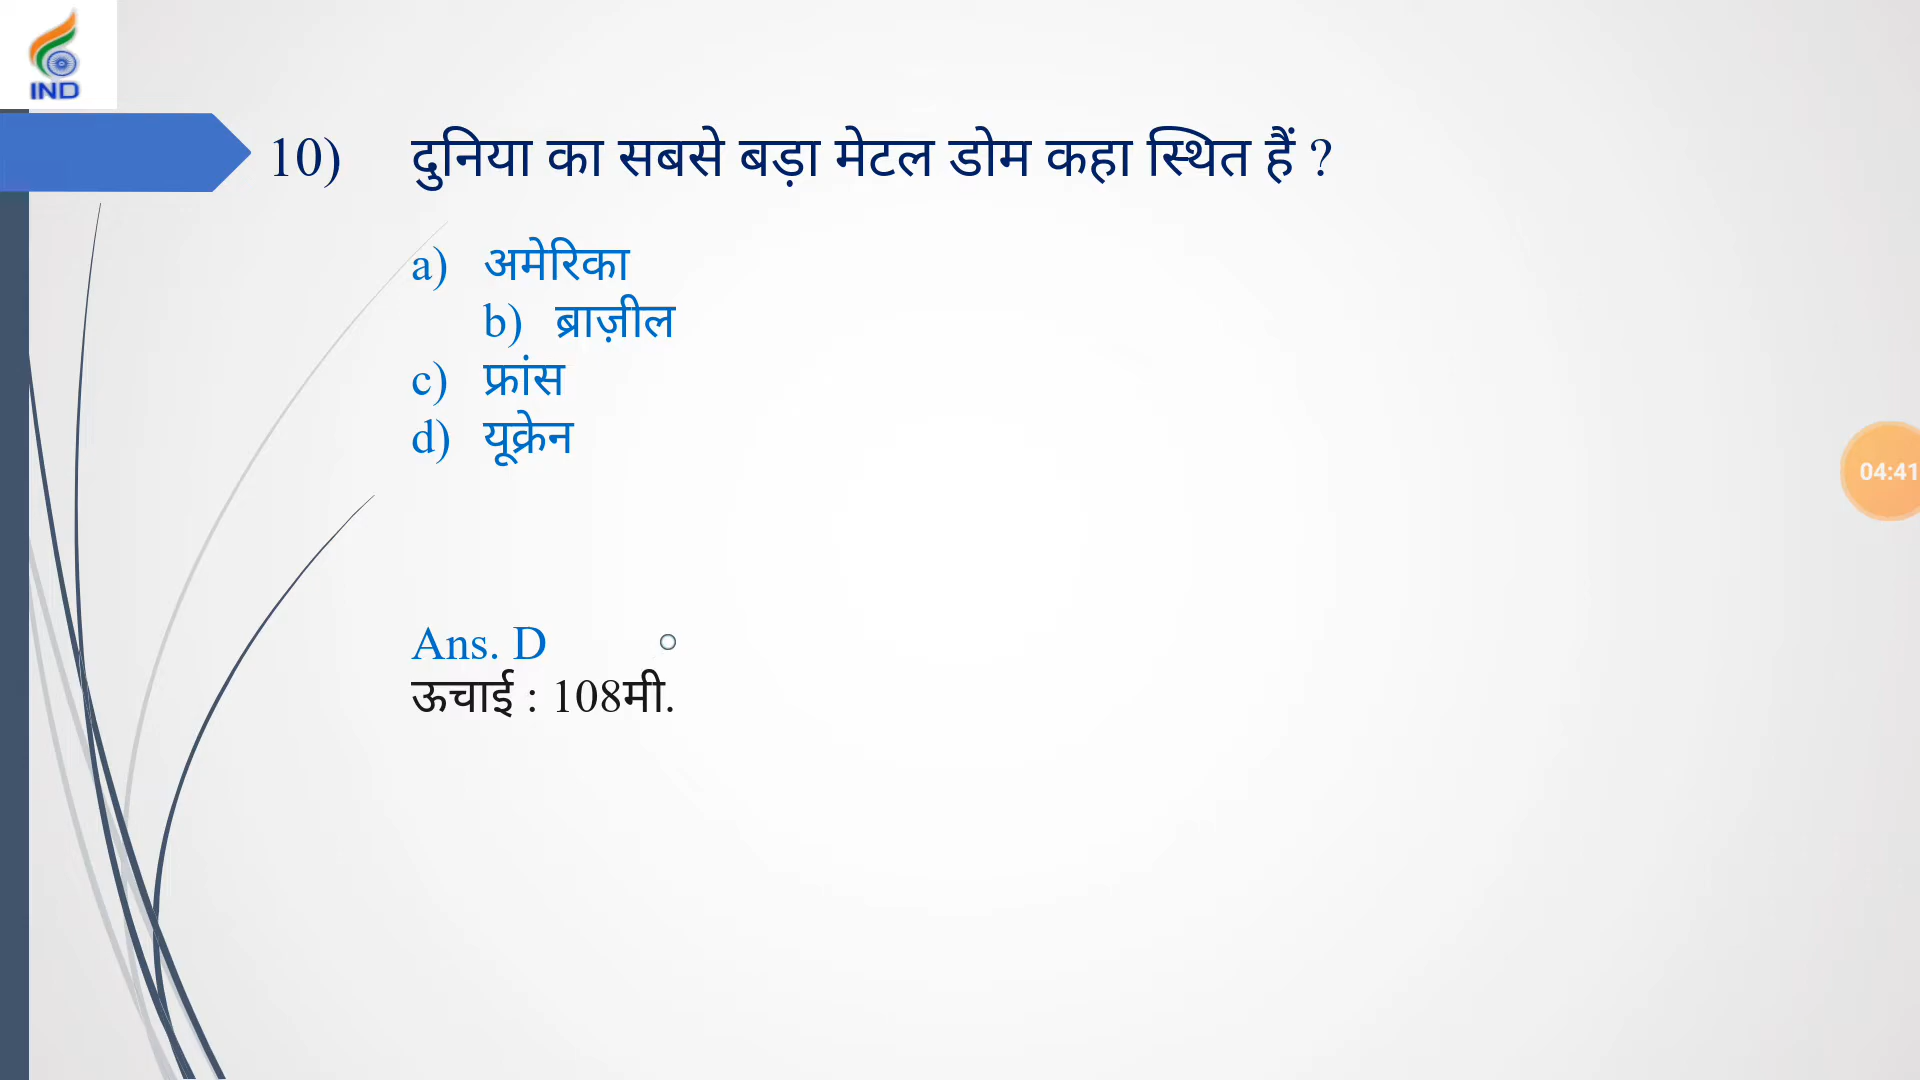 IND
10) दुनिया का सबसे बड़ा मेटल डोम कहा स्थित हैं ?
a) अमेरिका
b) ब्राज़ील
c) फ्रांस
d) यूक्रेन
04:41
Ans. D
ऊचाई : 108मी.